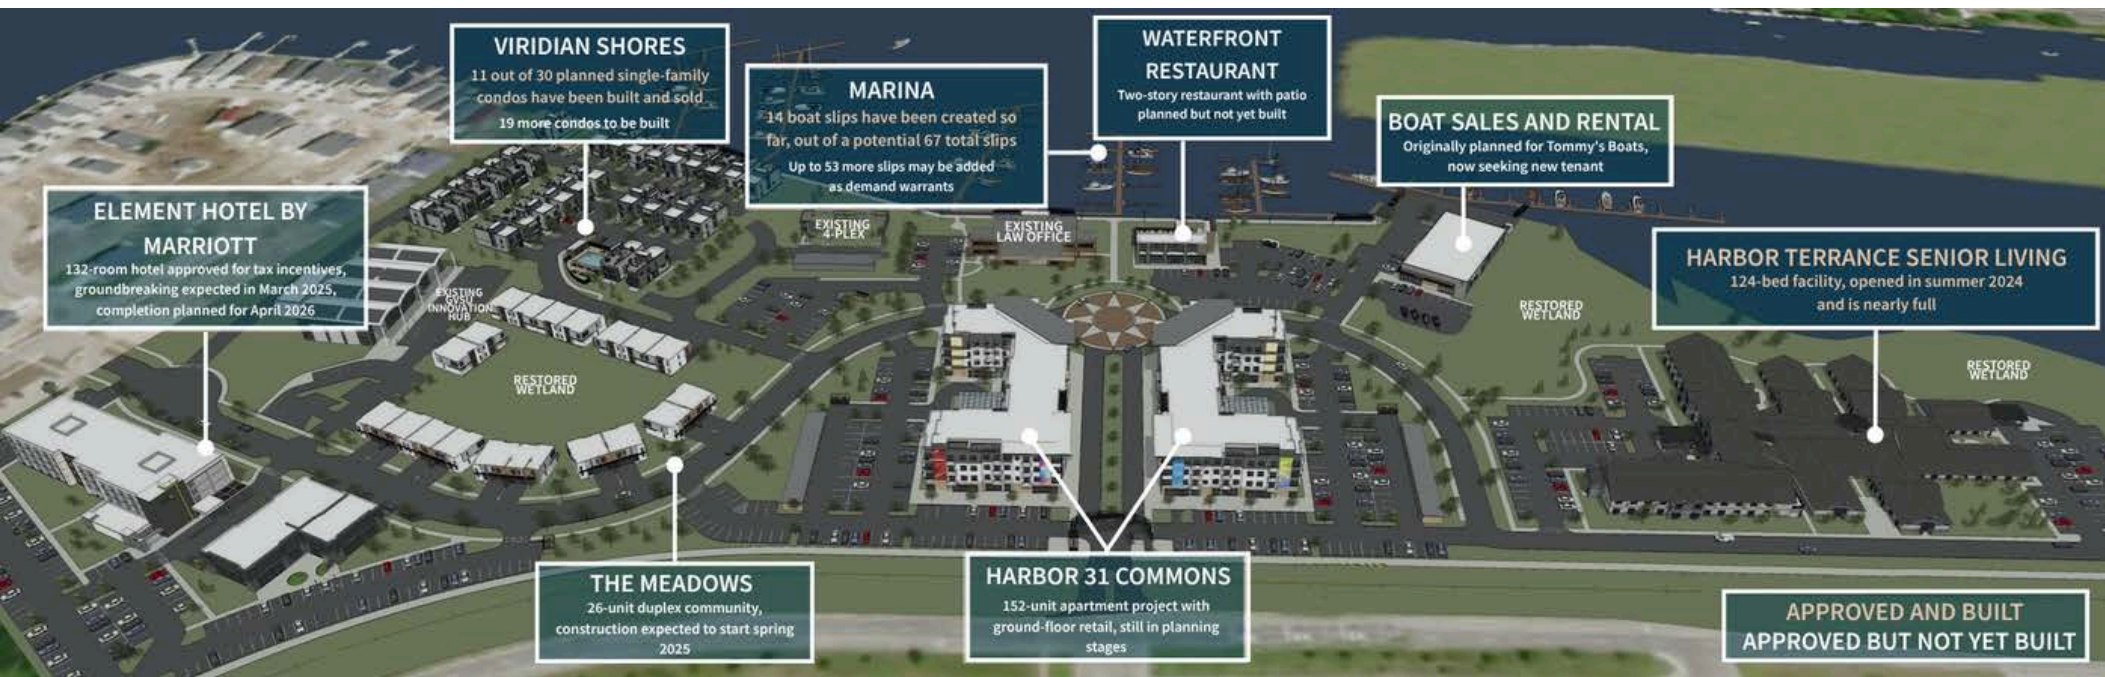 VIRIDIAN SHORES
11 out of 30 planned single-family
condos have been built and sold
19 more condos to be built
MARINA
14 boat slips have been created so
far, out of a potential 67 total slips
Up to 53 more slips may be added
as demand warrants
WATERFRONT
RESTAURANT
Two-story restaurant with patio
planned but not yet built
BOAT SALES AND RENTAL
Originally planned for Tommy's Boats,
now seeking new tenant
ELEMENT HOTEL BY
MARRIOTT
132-room hotel approved for tax incentives,
groundbreaking expected in March 2025,
completion planned for April 2026
EXISTING
GVSU
INNOVATION
HUB
EXISTING
4-PLEX
EXISTING
LAW OFFICE
HARBOR TERRANCE SENIOR LIVING
124-bed facility, opened in summer 2024
and is nearly full
RESTORED
WETLAND
RESTORED
WETLAND
RESTORED
WETLAND
THE MEADOWS
26-unit duplex community,
construction expected to start spring
2025
HARBOR 31 COMMONS
152-unit apartment project with
ground-floor retail, still in planning
stages
APPROVED AND BUILT
APPROVED BUT NOT YET BUILT